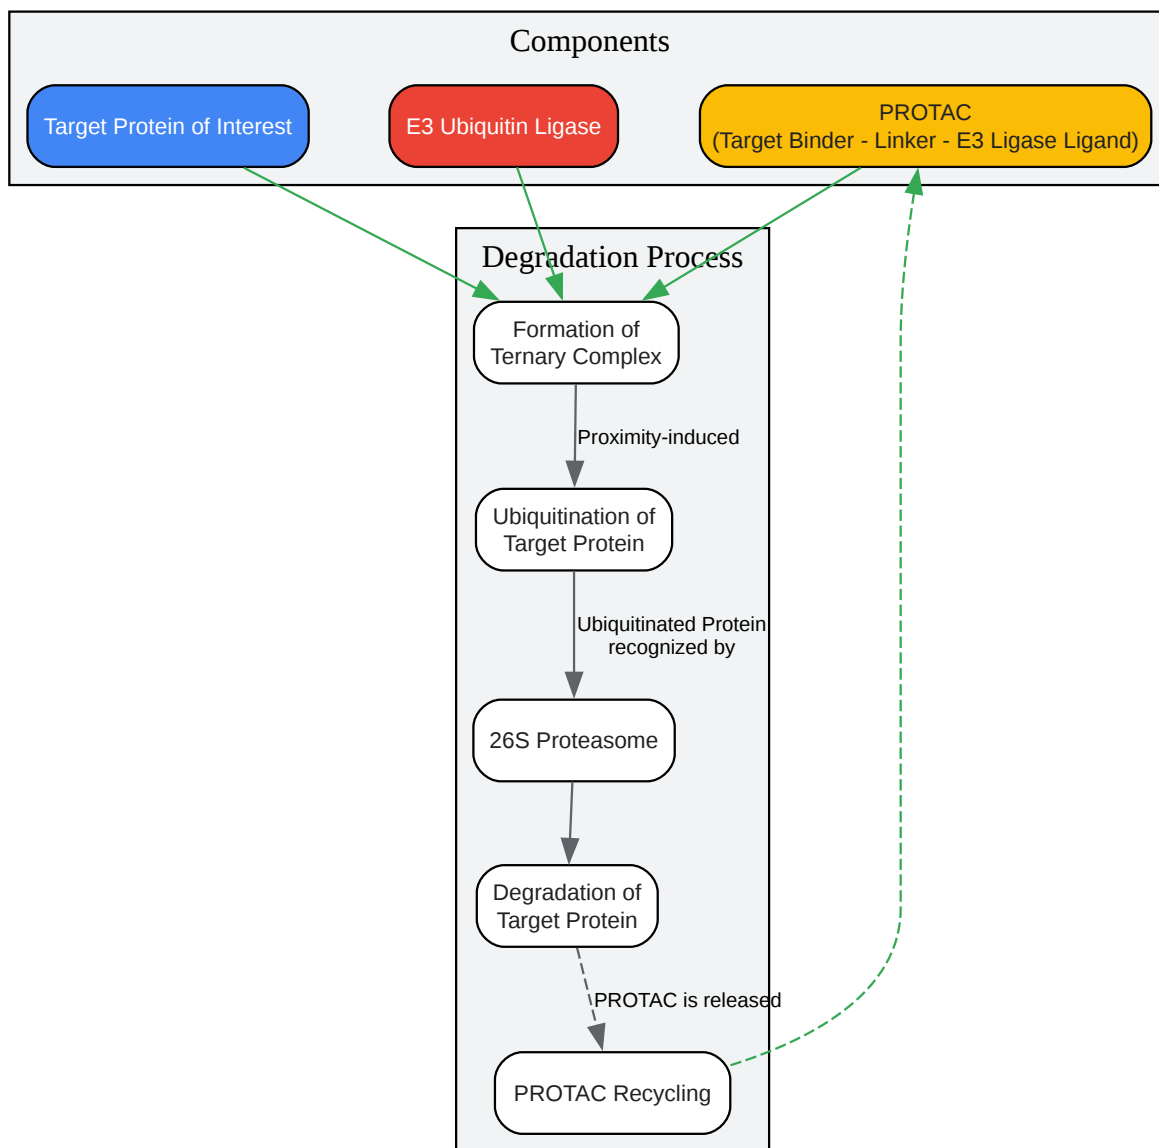 Components
Target Protein of Interest
E3 Ubiquitin Ligase
PROTAC
(Target Binder - Linker - E3 Ligase Ligand)
Degradation Process
Formation of
Ternary Complex
Proximity-induced
Ubiquitination of
Target Protein
Ubiquitinated Protein
recognized by
26S Proteasome
Degradation of
Target Protein
PROTAC is released
PROTAC Recycling